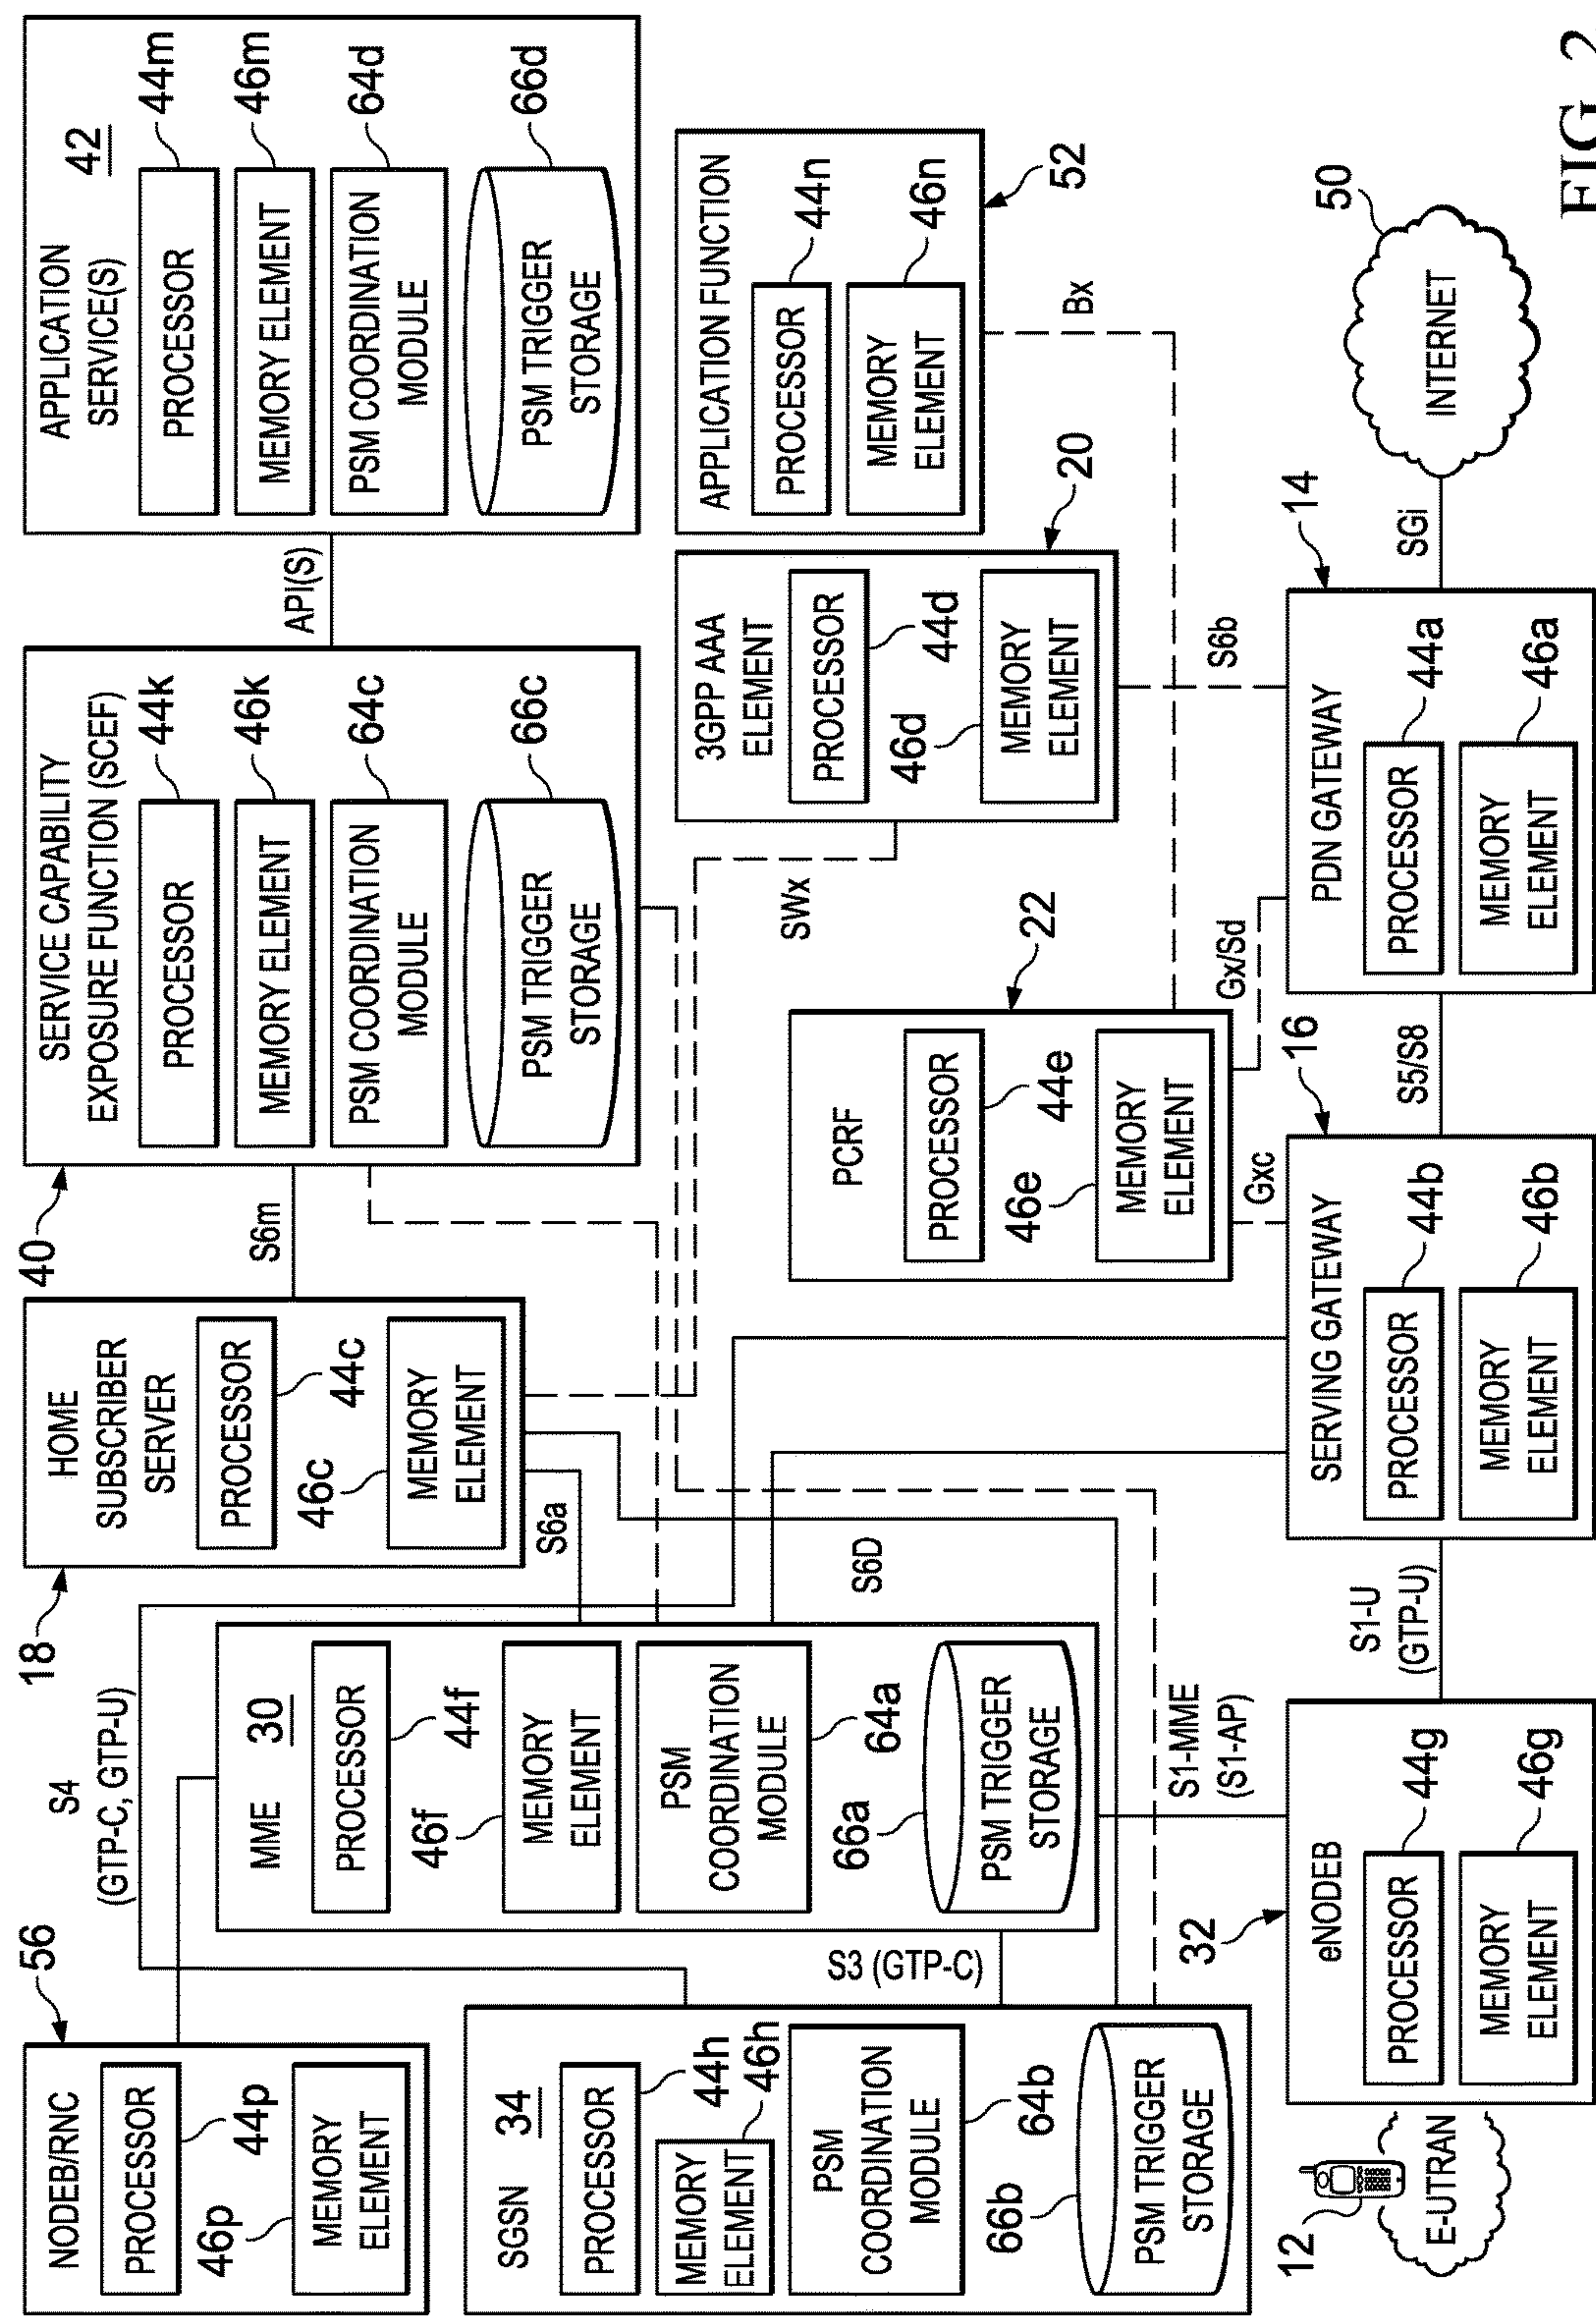 NODEB/RNC
56
PROCESSOR
44p
46p
MEMORY
ELEMENT
S4
(GTP-C, GTP-U)
18
HOME
SUBSCRIBER
SERVER
PROCESSOR
44c
46c
MEMORY
ELEMENT
S6m
40
SERVICE CAPABILITY
EXPOSURE FUNCTION (SCEF)
PROCESSOR
44k
MEMORY ELEMENT
46k
PSM COORDINATION
MODULE
64c
PSM TRIGGER
STORAGE
66c
API(S)
APPLICATION
SERVICE(S)
42
PROCESSOR
44m
MEMORY ELEMENT
46m
PSM COORDINATION
MODULE
64d
PSM TRIGGER
STORAGE
66d
MME
30
PROCESSOR
44f
46f
MEMORY
ELEMENT
PSM
COORDINATION
MODULE
64a
66a
PSM TRIGGER
STORAGE
S6a
S6D
SGSN
34
PROCESSOR
44h
46h
MEMORY
ELEMENT
PSM
COORDINATION
MODULE
64b
66b
PSM TRIGGER
STORAGE
S3 (GTP-C)
S1-MME
(S1-AP)
SWx
3GPP AAA
ELEMENT
20
PROCESSOR
44d
46d
MEMORY
ELEMENT
APPLICATION FUNCTION
52
PROCESSOR
44n
MEMORY
ELEMENT
46n
Bx
PCRF
22
PROCESSOR
44e
46e
MEMORY
ELEMENT
Gxc
Gx/Sd
S6b
12
E-UTRAN
32
eNODEB
PROCESSOR
44g
MEMORY
ELEMENT
46g
S1-U
(GTP-U)
SERVING GATEWAY
16
PROCESSOR
44b
MEMORY
ELEMENT
46b
S5/S8
PDN GATEWAY
14
PROCESSOR
44a
MEMORY
ELEMENT
46a
SGi
INTERNET
50
FIG 2